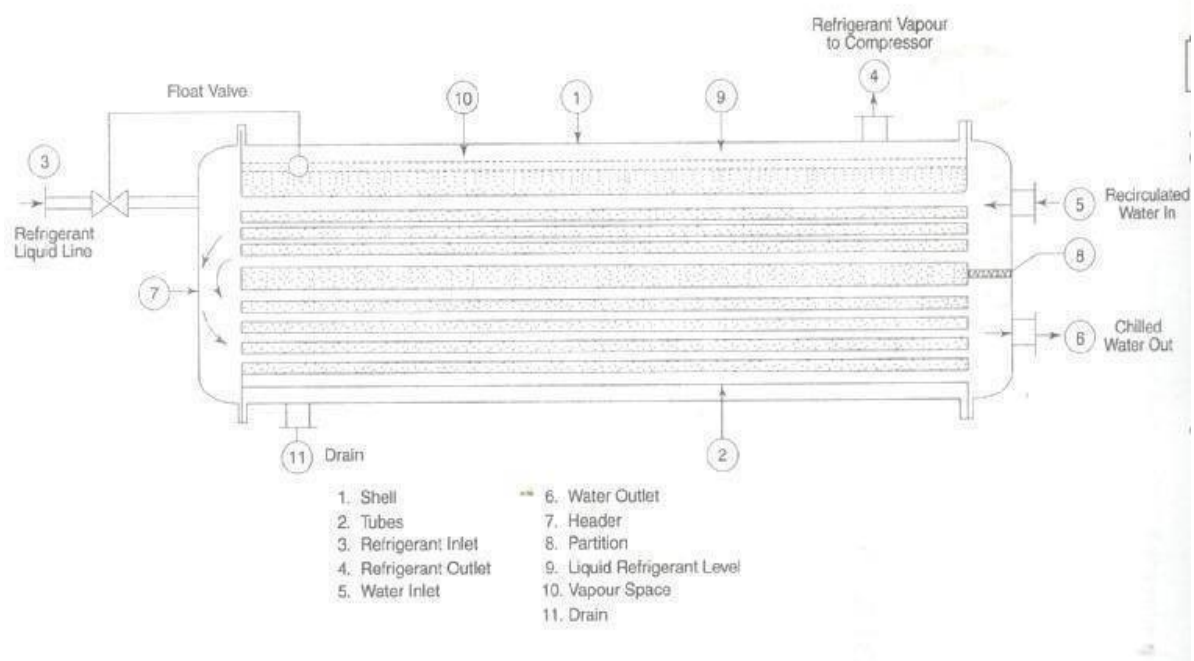 Refrigerant Vapour
to Compressor
4
Float Valve
10
1
9
3
Refrigerant
Liquid Line
5
Recirculated
Water In
8
7
6
Chilled
Water Out
11
Drain
2
1. Shell
2. Tubes
3. Refrigerant Inlet
4. Refrigerant Outlet
5. Water Inlet
6. Water Outlet
7. Header
8. Partition
9. Liquid Refrigerant Level
10. Vapour Space
11. Drain